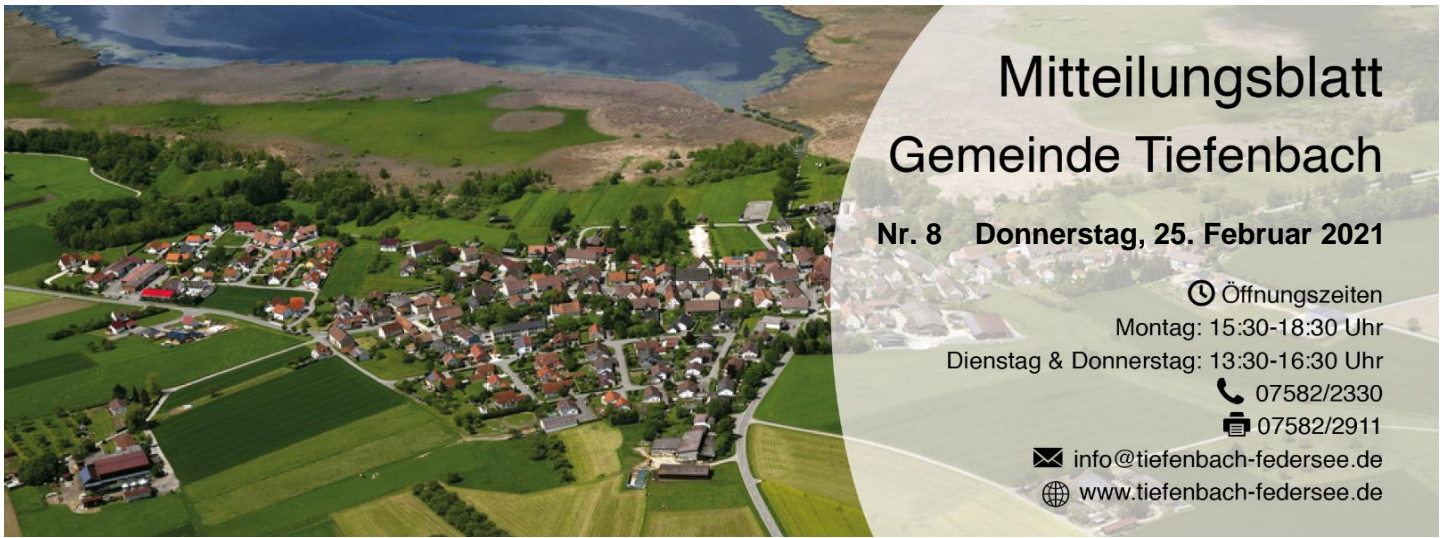 Mitteilungsblatt
Gemeinde Tiefenbach
Nr. 8 Donnerstag, 25. Februar 2021
Öffnungszeiten
Montag: 15:30-18:30 Uhr
Dienstag & Donnerstag: 13:30-16:30 Uhr
07582/2330
07582/2911
info@tiefenbach-federsee.de
www.tiefenbach-federsee.de